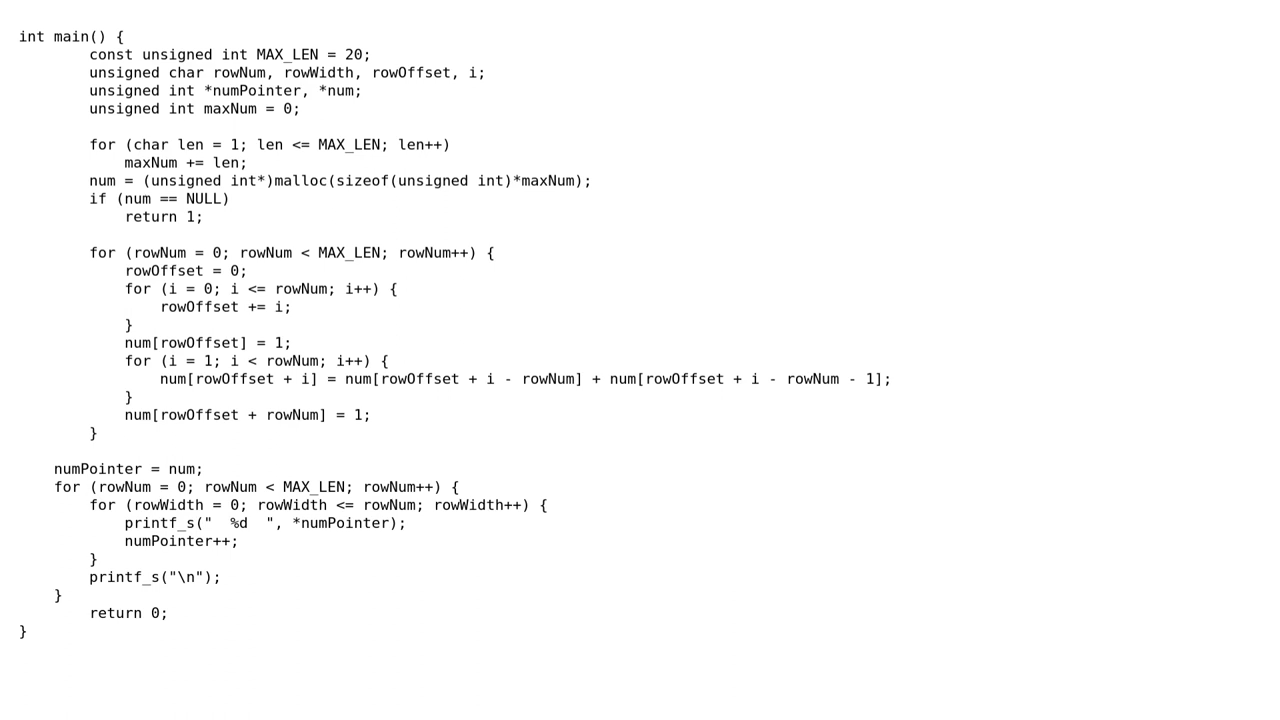 int main() {
        const unsigned int MAX_LEN = 20;
        unsigned char rowNum, rowWidth, rowOffset, i;
        unsigned int *numPointer, *num;
        unsigned int maxNum = 0;

        for (char len = 1; len <= MAX_LEN; len++)
            maxNum += len;
        num = (unsigned int*)malloc(sizeof(unsigned int)*maxNum);
        if (num == NULL)
            return 1;

        for (rowNum = 0; rowNum < MAX_LEN; rowNum++) {
            rowOffset = 0;
            for (i = 0; i <= rowNum; i++) {
                rowOffset += i;
            }
            num[rowOffset] = 1;
            for (i = 1; i < rowNum; i++) {
                num[rowOffset + i] = num[rowOffset + i - rowNum] + num[rowOffset + i - rowNum - 1];
            }
            num[rowOffset + rowNum] = 1;
        }

    numPointer = num;
    for (rowNum = 0; rowNum < MAX_LEN; rowNum++) {
        for (rowWidth = 0; rowWidth <= rowNum; rowWidth++) {
            printf_s("  %d  ", *numPointer);
            numPointer++;
        }
        printf_s("\n");
    }
        return 0;
}